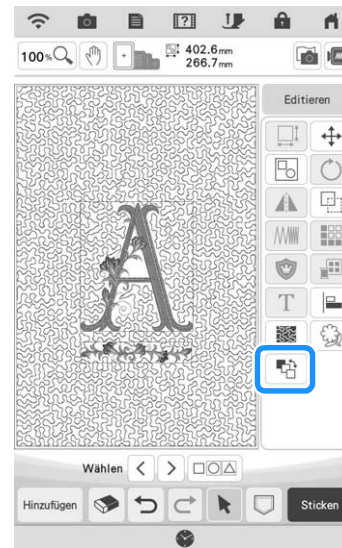 100%
402.6 mm
266.7 mm
Editieren
A
T
Wählen
Hinzufügen
Sticken